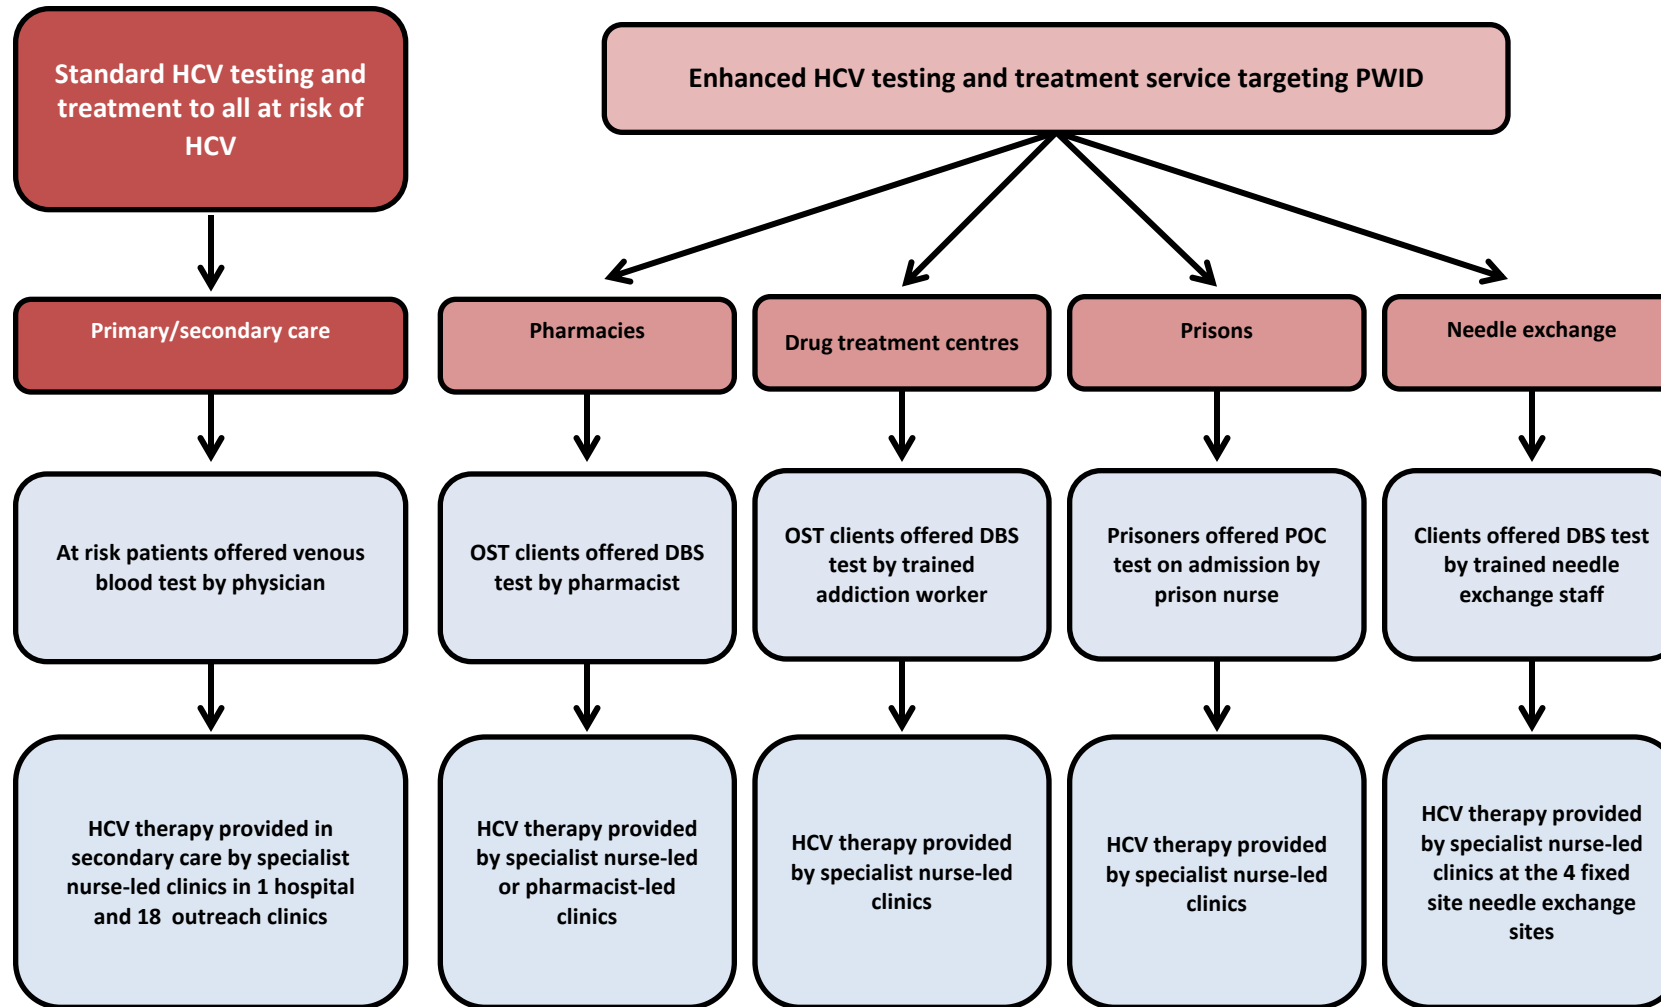 Standard HCV testing and
treatment to all at risk of
HCV
Enhanced HCV testing and treatment service targeting PWID
Primary/secondary care
Pharmacies
Drug treatment centres
Prisons
Needle exchange
At risk patients offered venous
blood test by physician
OST clients offered DBS
test by pharmacist
OST clients offered DBS
test by trained
addiction worker
Prisoners offered POC
test on admission by
prison nurse
Clients offered DBS test
by trained needle
exchange staff
HCV therapy provided in
secondary care by specialist
nurse-led clinics in 1 hospital
and 18 outreach clinics
HCV therapy provided
by specialist nurse-led
or pharmacist-led
clinics
HCV therapy provided
by specialist nurse-led
clinics
HCV therapy provided
by specialist nurse-led
clinics
HCV therapy provided
by specialist nurse-led
clinics at the 4 fixed
site needle exchange
sites